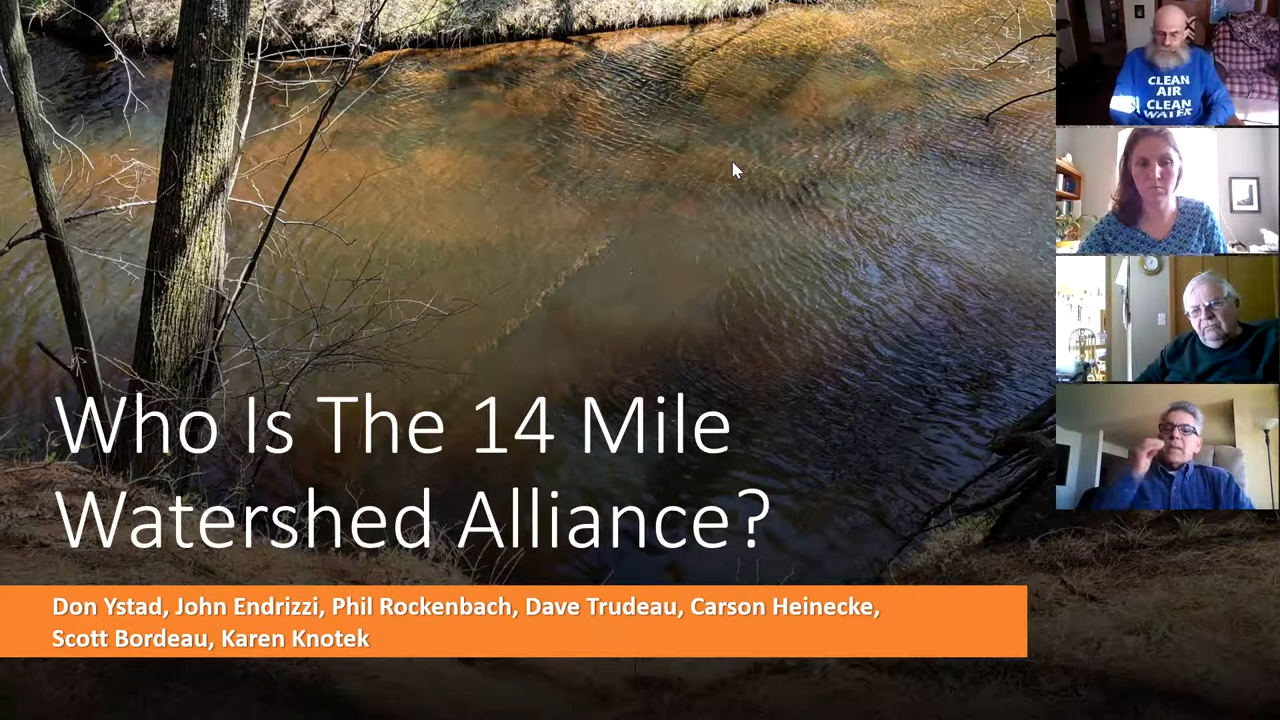 Who Is The 14 Mile
Watershed Alliance?
Don Ystad, John Endrizzi, Phil Rockenbach, Dave Trudeau, Carson Heinecke,
Scott Bordeau, Karen Knotek
CLEAN
AIR
CLEAN
WATER